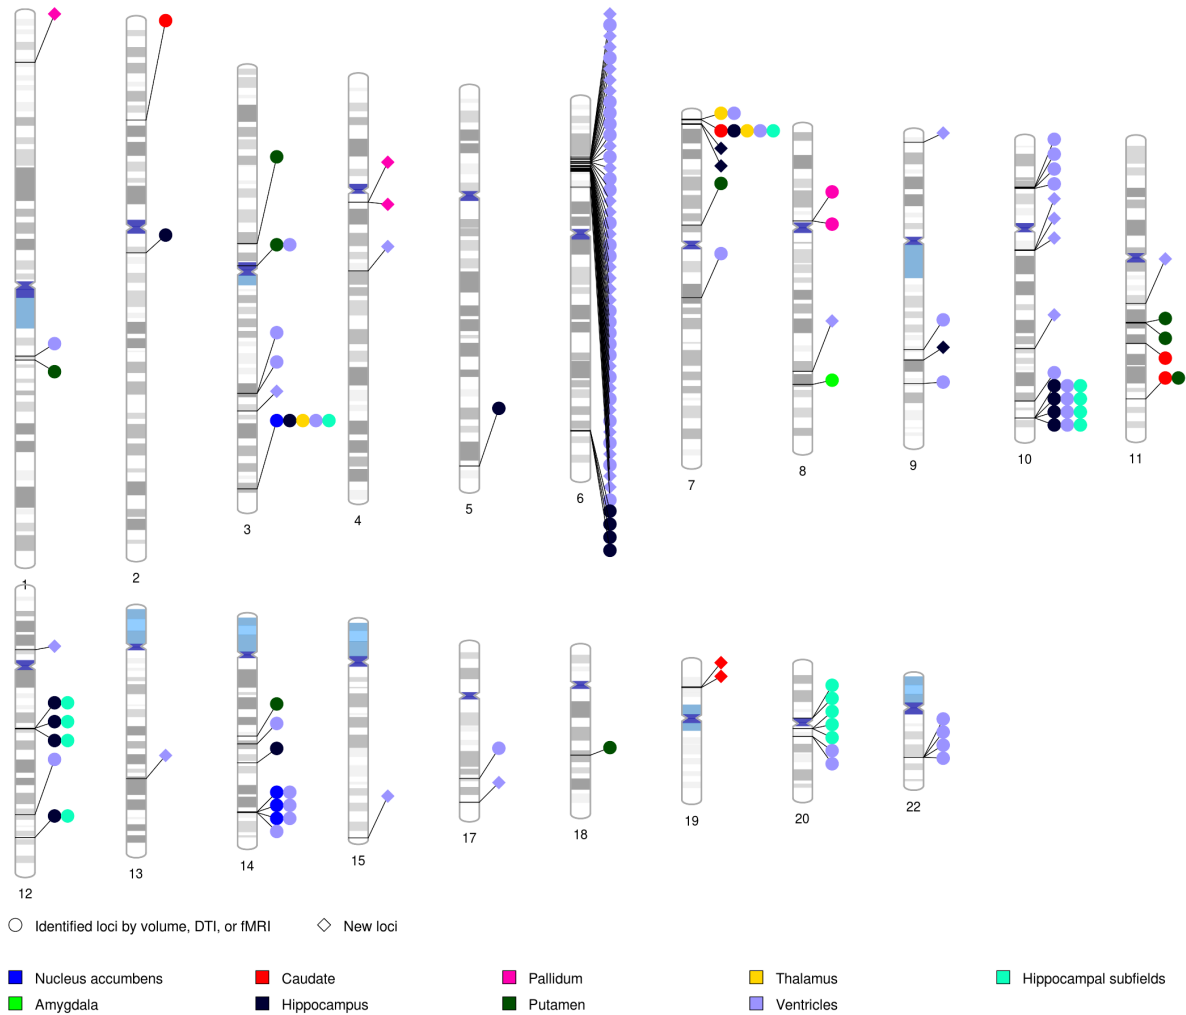 1
2
3
4
5
6
7
8
9
10
11
12
13
14
15
17
18
19
20
22
Identified loci by volume, DTI, or fMRI
New loci
Nucleus accumbens
Caudate
Pallidum
Thalamus
Hippocampal subfields
Amygdala
Hippocampus
Putamen
Ventricles